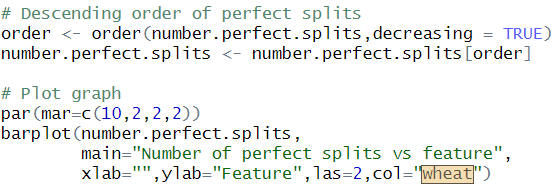 # Descending order of perfect splits
order <- order(number.perfect.splits,decreasing = TRUE)
number.perfect.splits <- number.perfect.splits[order]
# Plot graph
par(mar=c(10,2,2,2))
barplot(number.perfect.splits,
main="Number of perfect splits vs feature",
xlab="",ylab="Feature",las=2,col="wheat")